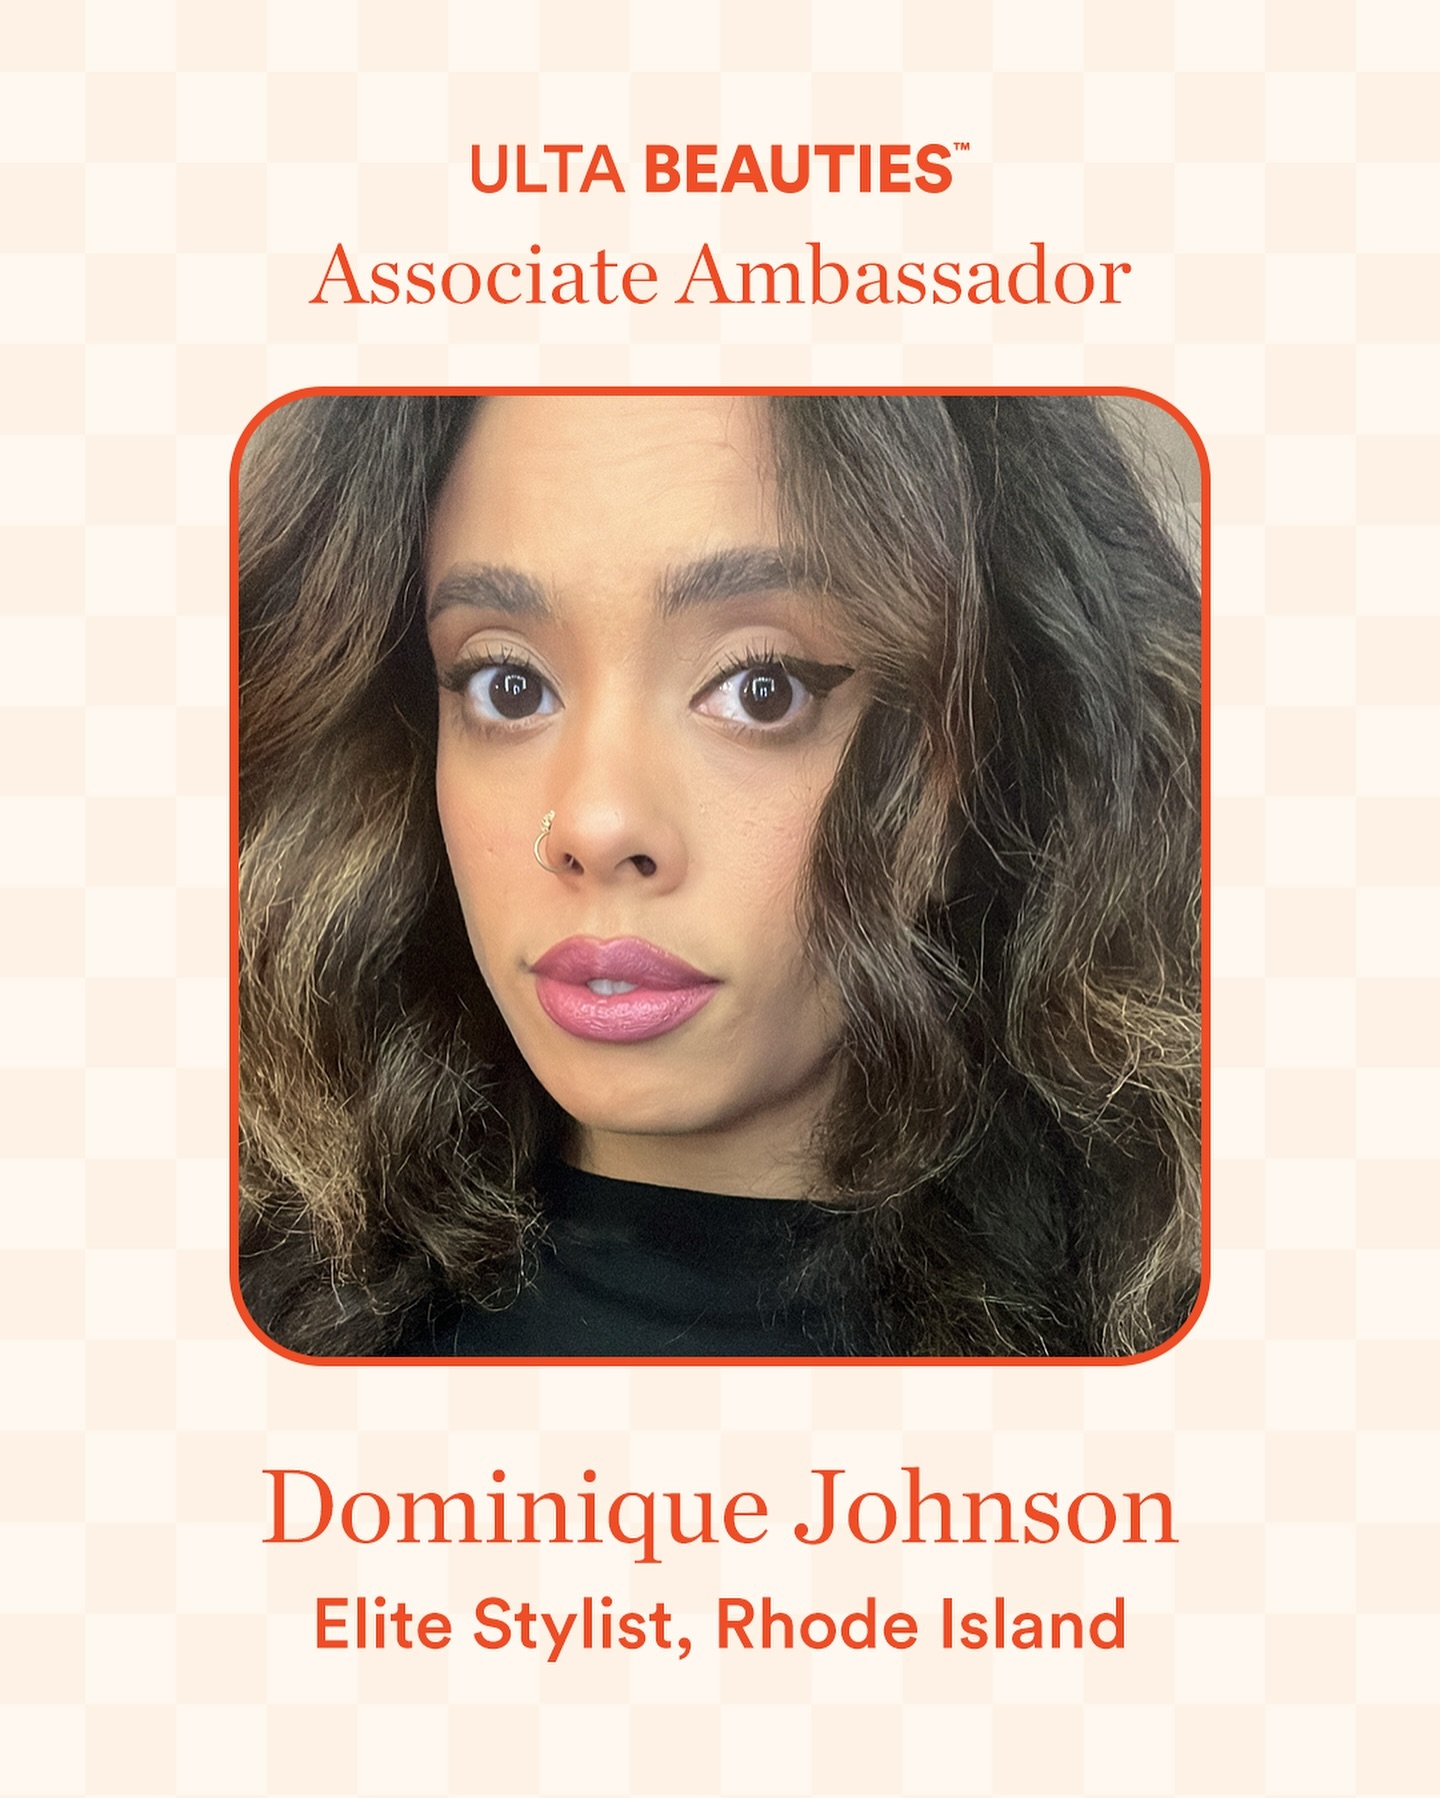 ULTA BEAUTIES™
Associate Ambassador
Dominique Johnson
Elite Stylist, Rhode Island